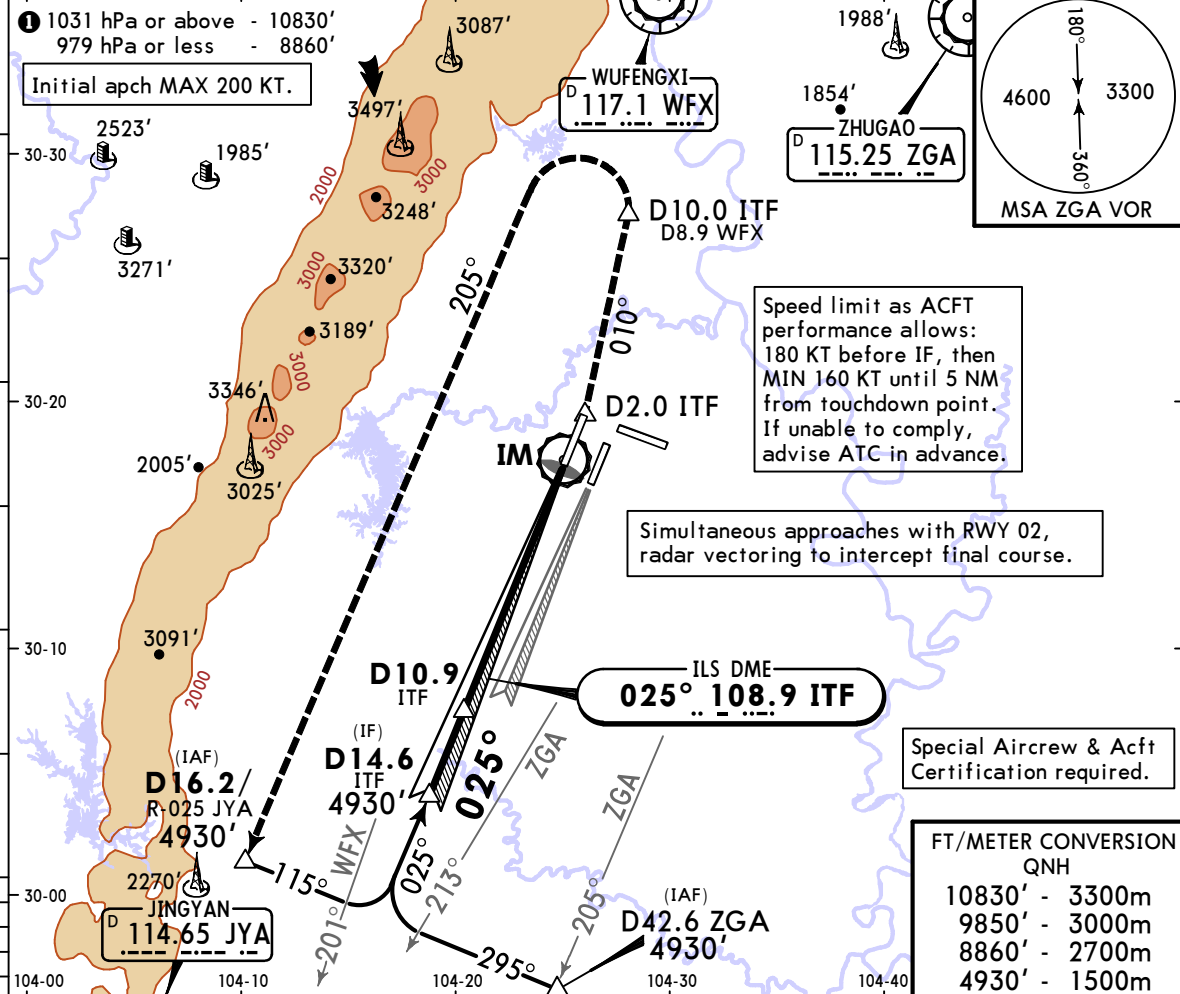 ❶ 1031 hPa or above - 10830'
979 hPa or less - 8860'
Initial apch MAX 200 KT.
3087'
1988'
WUFENGXI
D 117.1 WFX
3497'
1854'
ZHUGAO
D 115.25 ZGA
180°
4600
3300
360°
MSA ZGA VOR
2523'
1985'
30-30
2000
3000
3248'
D10.0 ITF
D8.9 WFX
3271'
3000
3320'
205°
010°
3189'
3000
Speed limit as ACFT
performance allows:
180 KT before IF, then
MIN 160 KT until 5 NM
from touchdown point.
If unable to comply,
advise ATC in advance.
3346'
30-20
D2.0 ITF
3000
IM
2005'
3025'
Simultaneous approaches with RWY 02,
radar vectoring to intercept final course.
3091'
30-10
2000
D10.9
ITF
ILS DME
025° 108.9 ITF
(IF)
D14.6
ITF
4930'
025°
ZGA
ZGA
Special Aircrew & Acft
Certification required.
(IAF)
D16.2/
R-025 JYA
4930'
2270'
115°
WFX
025°
213°
205°
201°
30-00
JINGYAN
D 114.65 JYA
(IAF)
D42.6 ZGA
4930'
295°
FT/METER CONVERSION
QNH
10830' - 3300m
9850' - 3000m
8860' - 2700m
4930' - 1500m
104-00
104-10
104-20
104-30
104-40